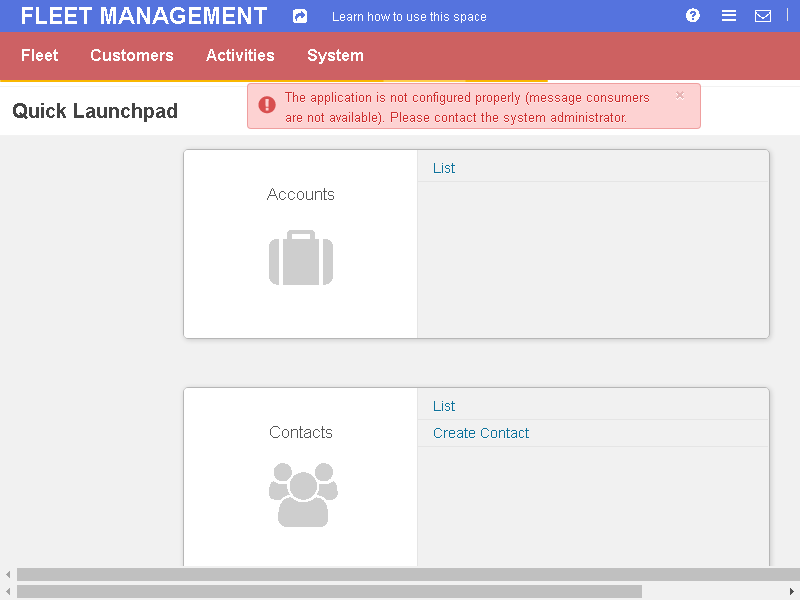 FLEET MANAGEMENT
Learn how to use this space
Fleet
Customers
Activities
System
The application is not configured properly (message consumers
are not available). Please contact the system administrator.
×
Quick Launchpad
Accounts
List
Contacts
List
Create Contact